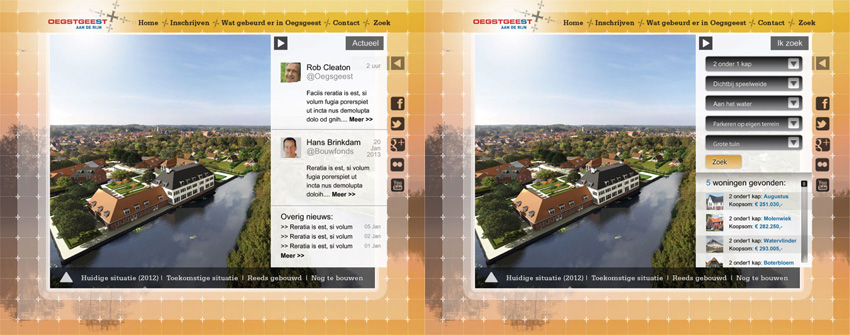 OEGSTGEEST
AAN DE RIJN
Home Inschrijven Wat gebeurd er in Oegsgeest Contact Zoek
Actueel
Rob Cleaton
2 uur
@Oegsgeest
Faciis reratia is est, si
volum fugia porerspiet
ut incta nus demolupta
dolo od gnih.... Meer >>
Hans Brinkdam
20
Jan
2013
@Bouwfonds
Reratia is est, si volum
fugia porerspiet ut incta
nus demolupta
doloih.... Meer >>
Overig nieuws:
>> Reratia is est, si volum 05 Jan
>> Reratia is est, si volum 02 Jan
>> Reratia is est, si volum 01 Jan
Meer >>
Huidige situatie (2012) | Toekomstige situatie | Reeds gebouwd | Nog te bouwen
f
g+
You
Tube
OEGSTGEEST
AAN DE RIJN
Home Inschrijven Wat gebeurd er in Oegsgeest Contact Zoek
Ik zoek
2 onder 1 kap
Dichtbij speelweide
Aan het water
Parkeren op eigen terrein
Grote tuin
Zoek
5 woningen gevonden:
2 onder1 kap: Augustus
Koopsom: € 251.030,-
2 onder1 kap: Molenwiek
Koopsom: € 282.250,-
2 onder1 kap: Watervlinder
Koopsom: € 293.005,-
2 onder1 kap: Boterbloem
Huidige situatie (2012) | Toekomstige situatie | Reeds gebouwd | Nog te bouwen
f
g+
You
Tube